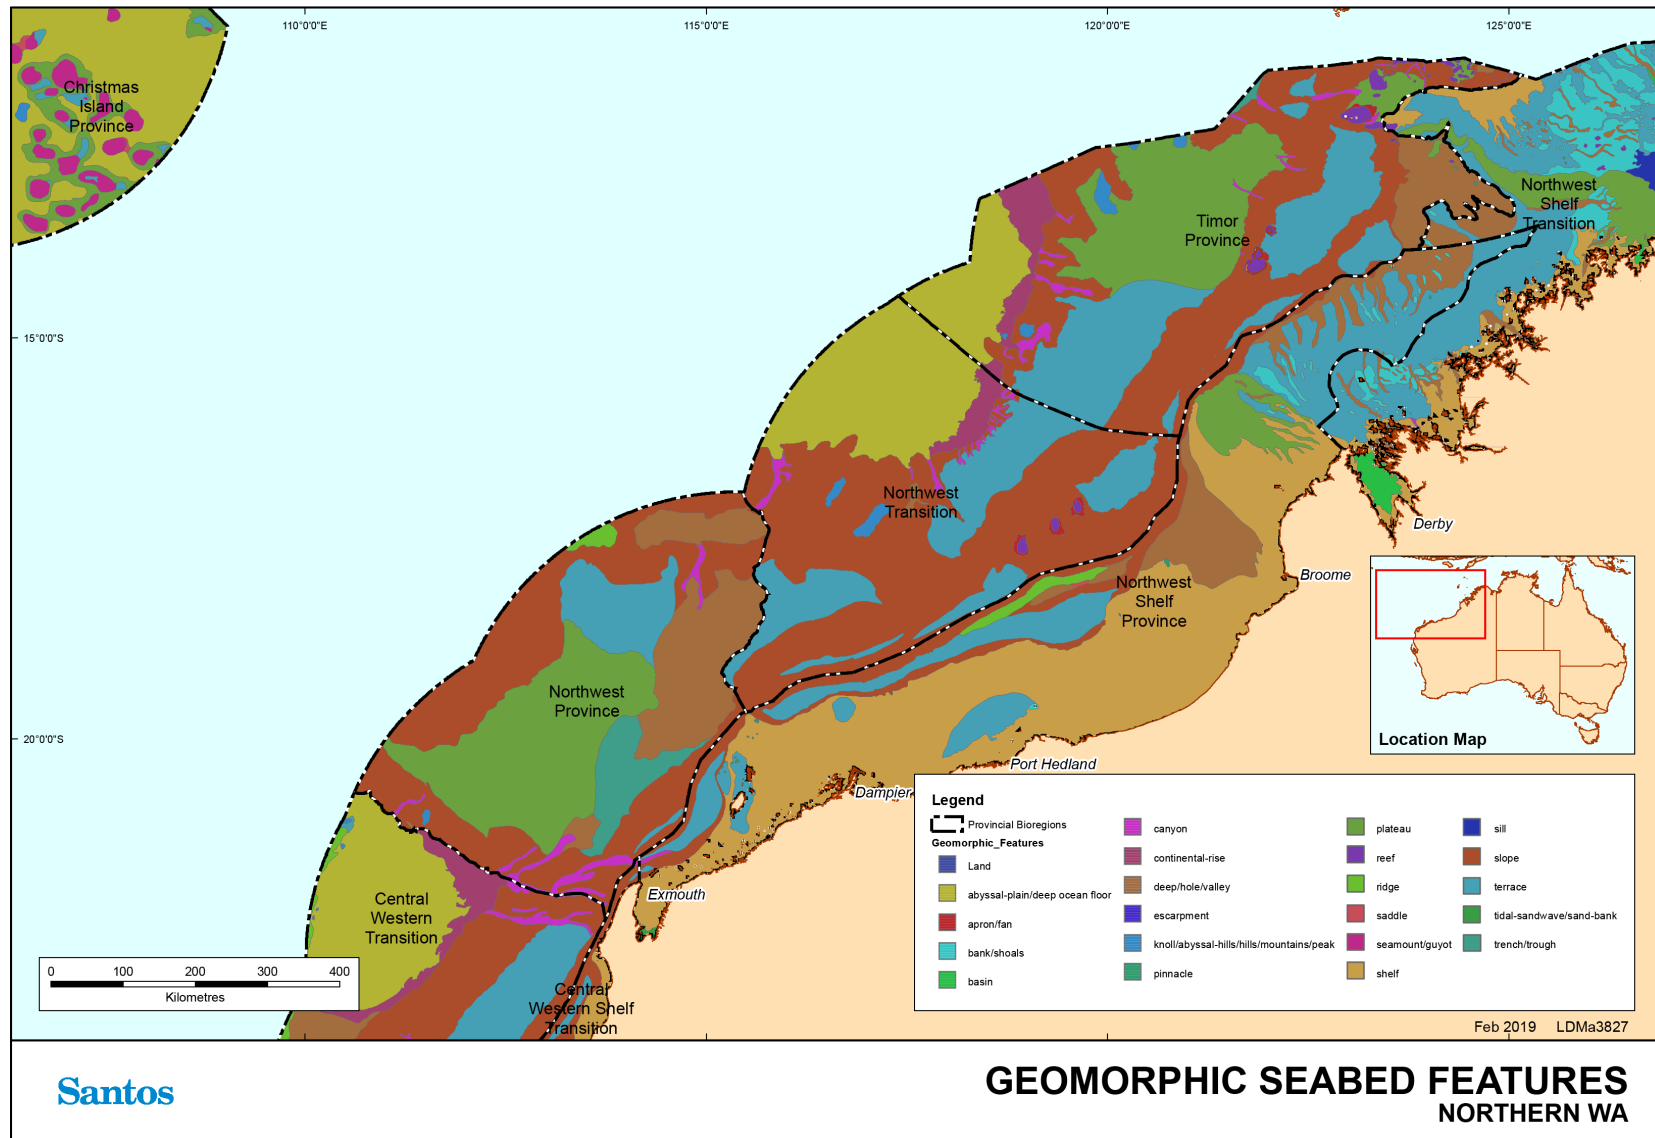 110°0'0"E
115°0'0"E
120°0'0"E
125°0'0"E
Christmas
Island
Province
Northwest
Shelf
Transition
Timor
Province
15°0'0"S
Northwest
Transition
Derby
Broome
Northwest
Shelf
Province
Northwest
Province
20°0'0"S
Location Map
Port Hedland
Dampier
Exmouth
Central
Western
Transition
Central
Western Shelf
Transition
0 100 200 300 400
Kilometres
Legend
Provincial Bioregions
Geomorphic_Features
Land
abyssal-plain/deep ocean floor
apron/fan
bank/shoals
basin
canyon
continental-rise
deep/hole/valley
escarpment
knoll/abyssal-hills/hills/mountains/peak
pinnacle
plateau
reef
ridge
saddle
seamount/guyot
shelf
sill
slope
terrace
tidal-sandwave/sand-bank
trench/trough
Feb 2019 LDMa3827
Santos
GEOMORPHIC SEABED FEATURES
NORTHERN WA